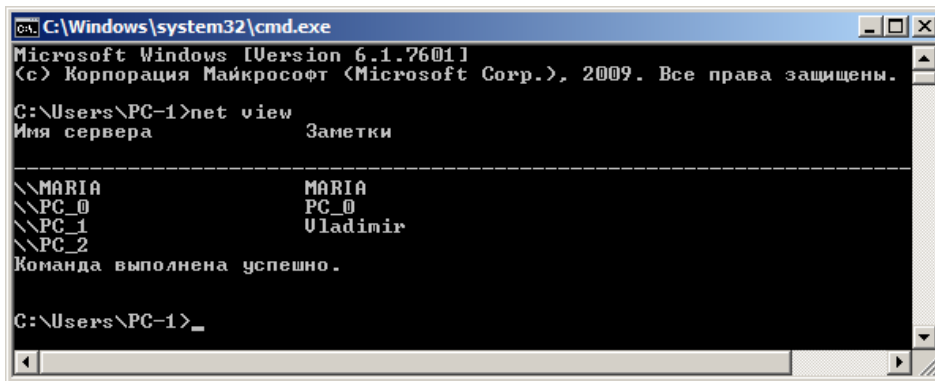 C:\Windows\system32\cmd.exe
Microsoft Windows [Version 6.1.7601]
(c) Корпорация Майкрософт (Microsoft Corp.), 2009. Все права защищены.
C:\Users\PC-1>net view
Имя сервера Заметки
\\MARIA MARIA
\\PC_0 PC_0
\\PC_1 Vladimir
\\PC_2
Команда выполнена успешно.
C:\Users\PC-1>_